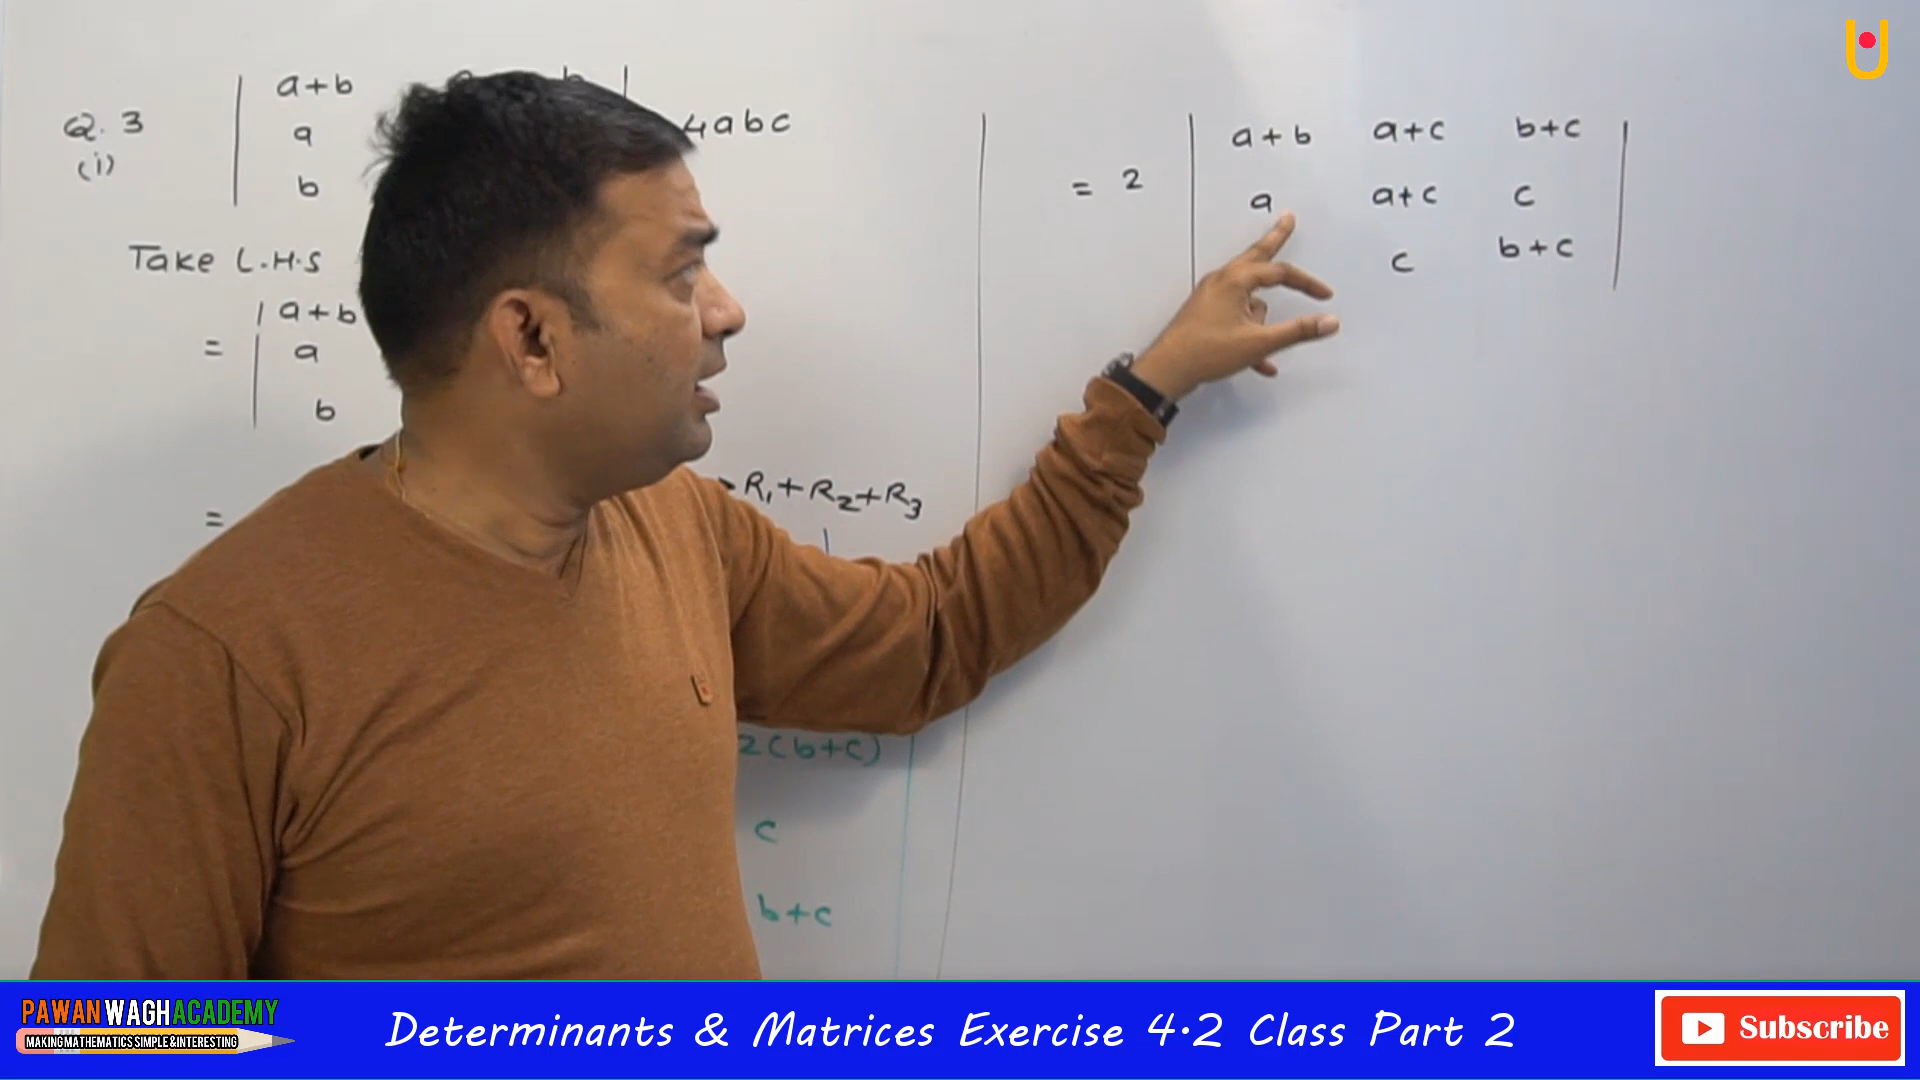 Q. 3
(i)
a+b
a
b
4abc
Take L.H.S
= a+b
a
b
=
R₁+R₂+R₃
2(b+c)
c
b+c
= 2
a+b a+c b+c
a a+c c
c b+c
PAWAN WAGH ACADEMY
MAKING MATHEMATICS SIMPLE & INTERESTING
Determinants & Matrices Exercise 4.2 Class Part 2
Subscribe